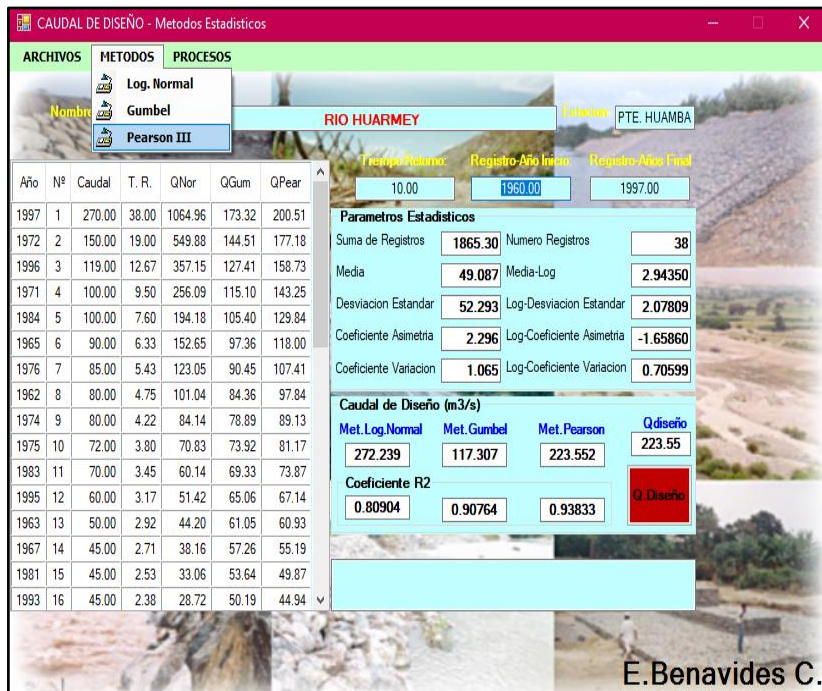 CAUDAL DE DISEÑO - Metodos Estadisticos
ARCHIVOS METODOS PROCESOS
Log. Normal
Gumbel
Pearson III
Nombre
RIO HUARMEY
Estacion PTE. HUAMBA
Tiempo Retorno: Registro-Año Inicio: Registro-Años Final
10.00 1960.00 1997.00
Año Nº Caudal T. R. QNor QGum QPear
1997 1 270.00 38.00 1064.96 173.32 200.51
1972 2 150.00 19.00 549.88 144.51 177.18
1996 3 119.00 12.67 357.15 127.41 158.73
1971 4 100.00 9.50 256.09 115.10 143.25
1984 5 100.00 7.60 194.18 105.40 129.84
1965 6 90.00 6.33 152.65 97.36 118.00
1976 7 85.00 5.43 123.05 90.45 107.41
1962 8 80.00 4.75 101.04 84.36 97.84
1974 9 80.00 4.22 84.14 78.89 89.13
1975 10 72.00 3.80 70.83 73.92 81.17
1983 11 70.00 3.45 60.14 69.33 73.87
1995 12 60.00 3.17 51.42 65.06 67.14
1963 13 50.00 2.92 44.20 61.05 60.93
1967 14 45.00 2.71 38.16 57.26 55.19
1981 15 45.00 2.53 33.06 53.64 49.87
1993 16 45.00 2.38 28.72 50.19 44.94
Parametros Estadisticos
Suma de Registros 1865.30 Numero Registros 38
Media 49.087 Media-Log 2.94350
Desviacion Estandar 52.293 Log-Desviacion Estandar 2.07809
Coeficiente Asimetria 2.296 Log-Coeficiente Asimetria -1.65860
Coeficiente Variacion 1.065 Log-Coeficiente Variacion 0.70599
Caudal de Diseño (m3/s)
Met.Log.Normal Met.Gumbel Met.Pearson Qdiseño
272.239 117.307 223.552 223.55
Coeficiente R2
0.80904 0.90764 0.93833
Q.Diseño
E.Benavides C.